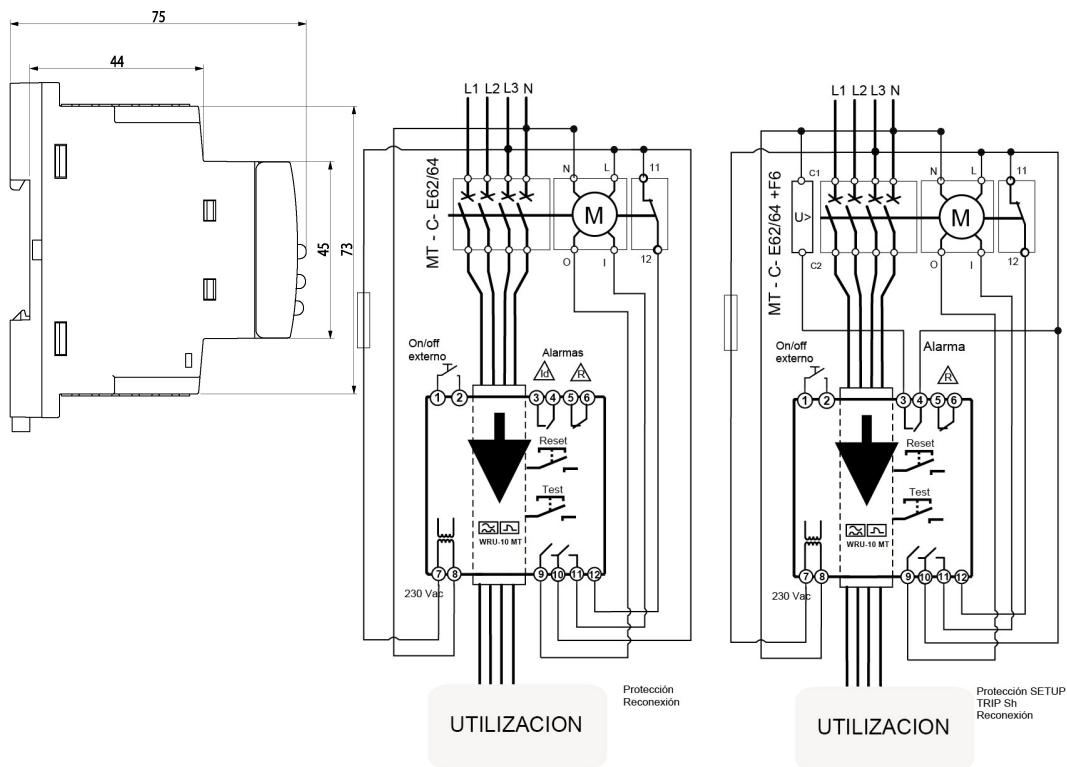 75
44
45
73
L1 L2 L3 N
MT - C- E62/64
N
L
11
M
O
I
12
On/off
externo
Alarmas
Id
R
1 2 3 4 5 6
Reset
Test
WRU-10 MT
7 8 9 10 11 12
230 Vac
Protección
Reconexión
UTILIZACION
L1 L2 L3 N
MT - C- E62/64 +F6
C1
U>
C2
N
L
11
M
O
I
12
On/off
externo
Alarma
R
1 2 3 4 5 6
Reset
Test
WRU-10 MT
7 8 9 10 11 12
230 Vac
Protección SETUP
TRIP Sh
Reconexión
UTILIZACION